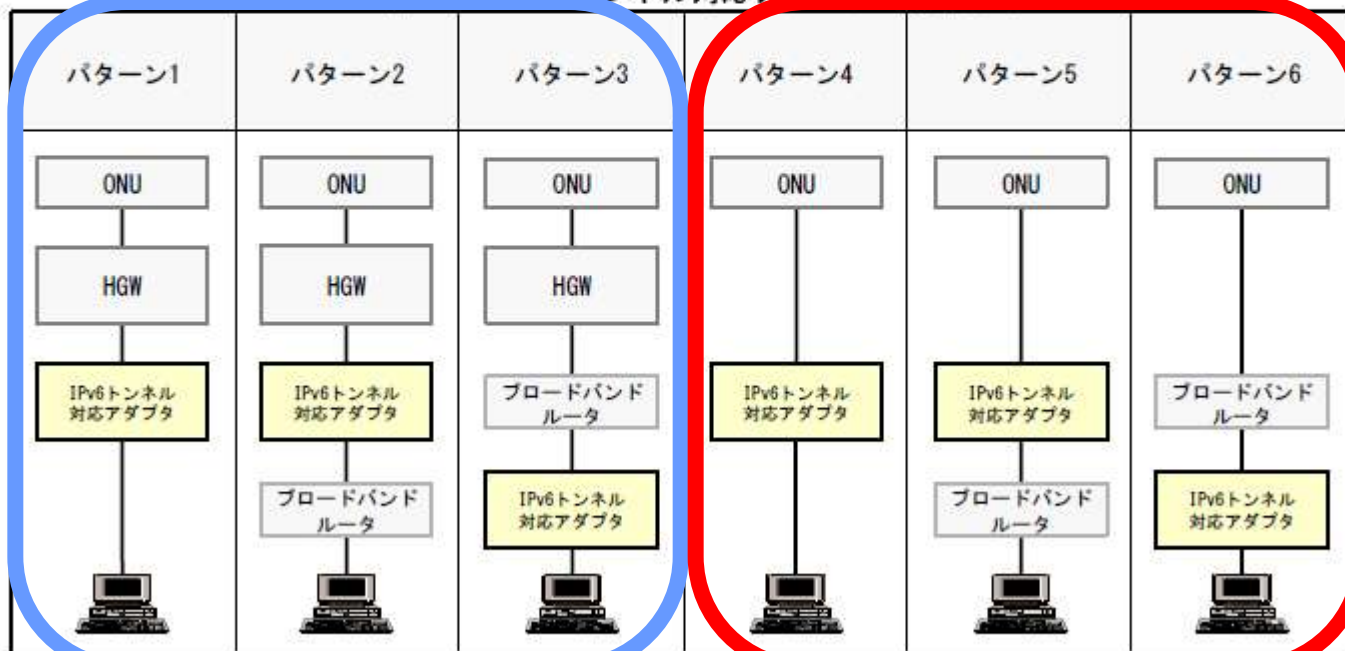 パターン1
パターン2
パターン3
パターン4
パターン5
パターン6
ONU
ONU
ONU
ONU
ONU
ONU
HGW
HGW
HGW
IPv6トンネル
対応アダプタ
IPv6トンネル
対応アダプタ
ブロードバンド
ルータ
IPv6トンネル
対応アダプタ
IPv6トンネル
対応アダプタ
ブロードバンド
ルータ
ブロードバンド
ルータ
IPv6トンネル
対応アダプタ
ブロードバンド
ルータ
IPv6トンネル
対応アダプタ